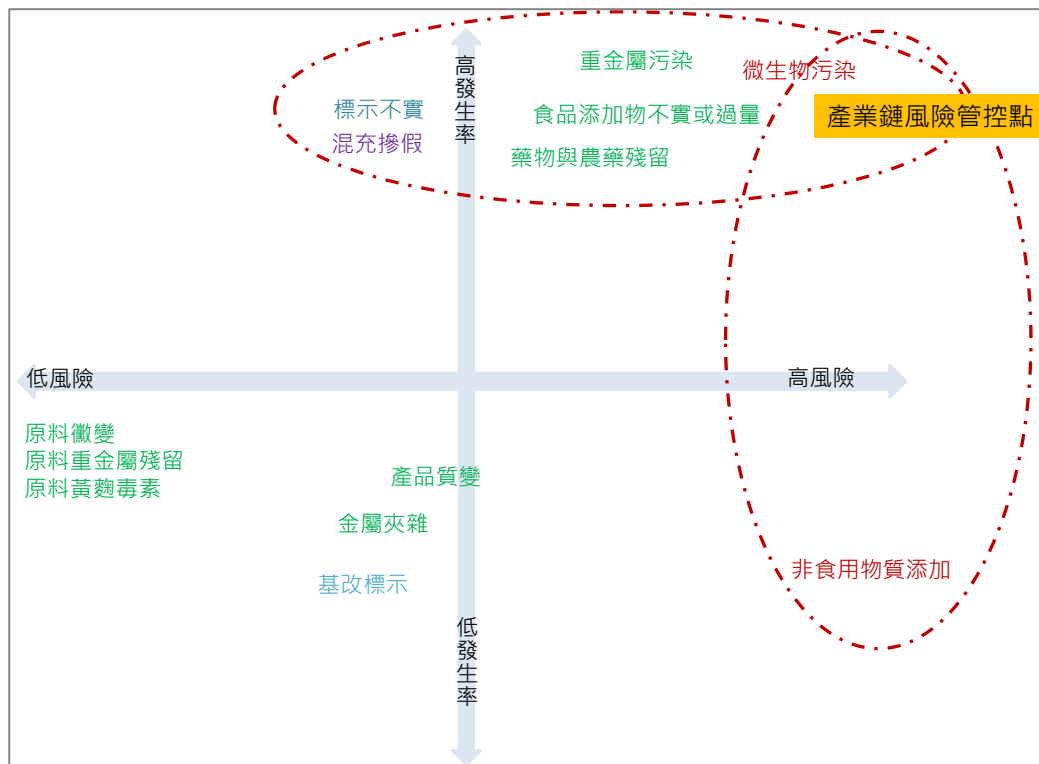 高發生率
重金屬污染
微生物污染
標示不實
食品添加物不實或過量
產業鏈風險管控點
混充摻假
藥物與農藥殘留
低風險
高風險
原料黴變
原料重金屬殘留
原料黃麴毒素
產品質變
金屬夾雜
基改標示
非食用物質添加
低發生率